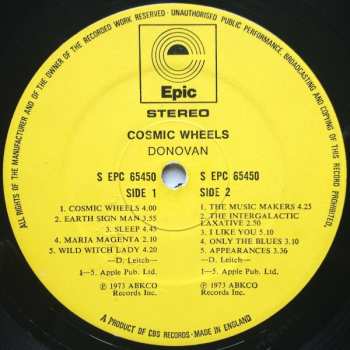 ALL RIGHTS OF THE MANUFACTURER AND OF THE OWNER OF THE RECORDED WORK RESERVED · UNAUTHORISED PUBLIC PERFORMANCE, BROADCASTING AND COPYING OF THIS RECORD PROHIBITED.
Epic
STEREO
COSMIC WHEELS
DONOVAN
S EPC 65450
SIDE 1
1. COSMIC WHEELS 4.00
2. EARTH SIGN MAN 3.55
3. SLEEP 4.45
4. MARIA MAGENTA 2.10
5. WILD WITCH LADY 4.20
—D. Leitch—
1—5. Apple Pub. Ltd.
Ⓟ 1973 ABKCO
Records Inc.
S EPC 65450
SIDE 2
1. THE MUSIC MAKERS 4.25
2. THE INTERGALACTIC
LAXATIVE 2.50
3. I LIKE YOU 5.10
4. ONLY THE BLUES 3.10
5. APPEARANCES 3.36
—D. Leitch—
1—5. Apple Pub. Ltd.
Ⓟ 1973 ABKCO
Records Inc.
A PRODUCT OF CBS RECORDS · MADE IN ENGLAND